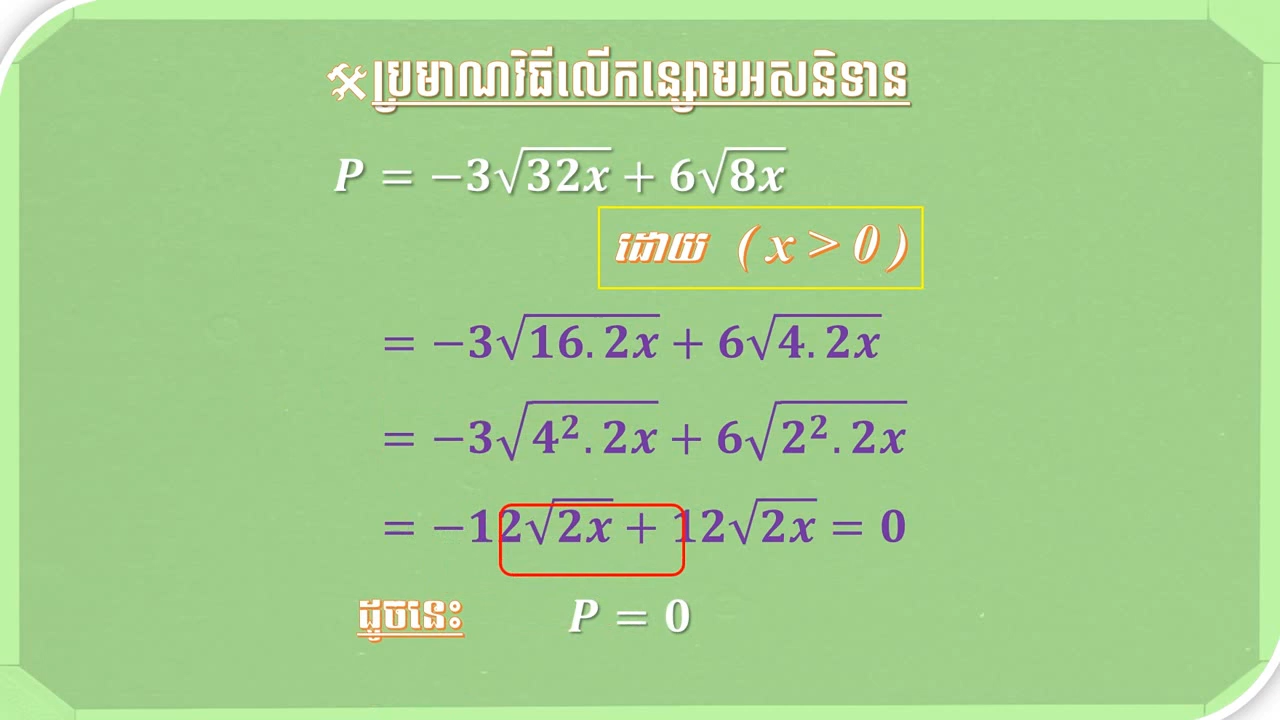 ប្រមាណវិធីលើកន្សោមអសនិទាន
P = −3√32x + 6√8x
ដោយ ( x > 0 )
= −3√16.2x + 6√4.2x
= −3√4².2x + 6√2².2x
= −12√2x + 12√2x = 0
ដូចនេះ P = 0